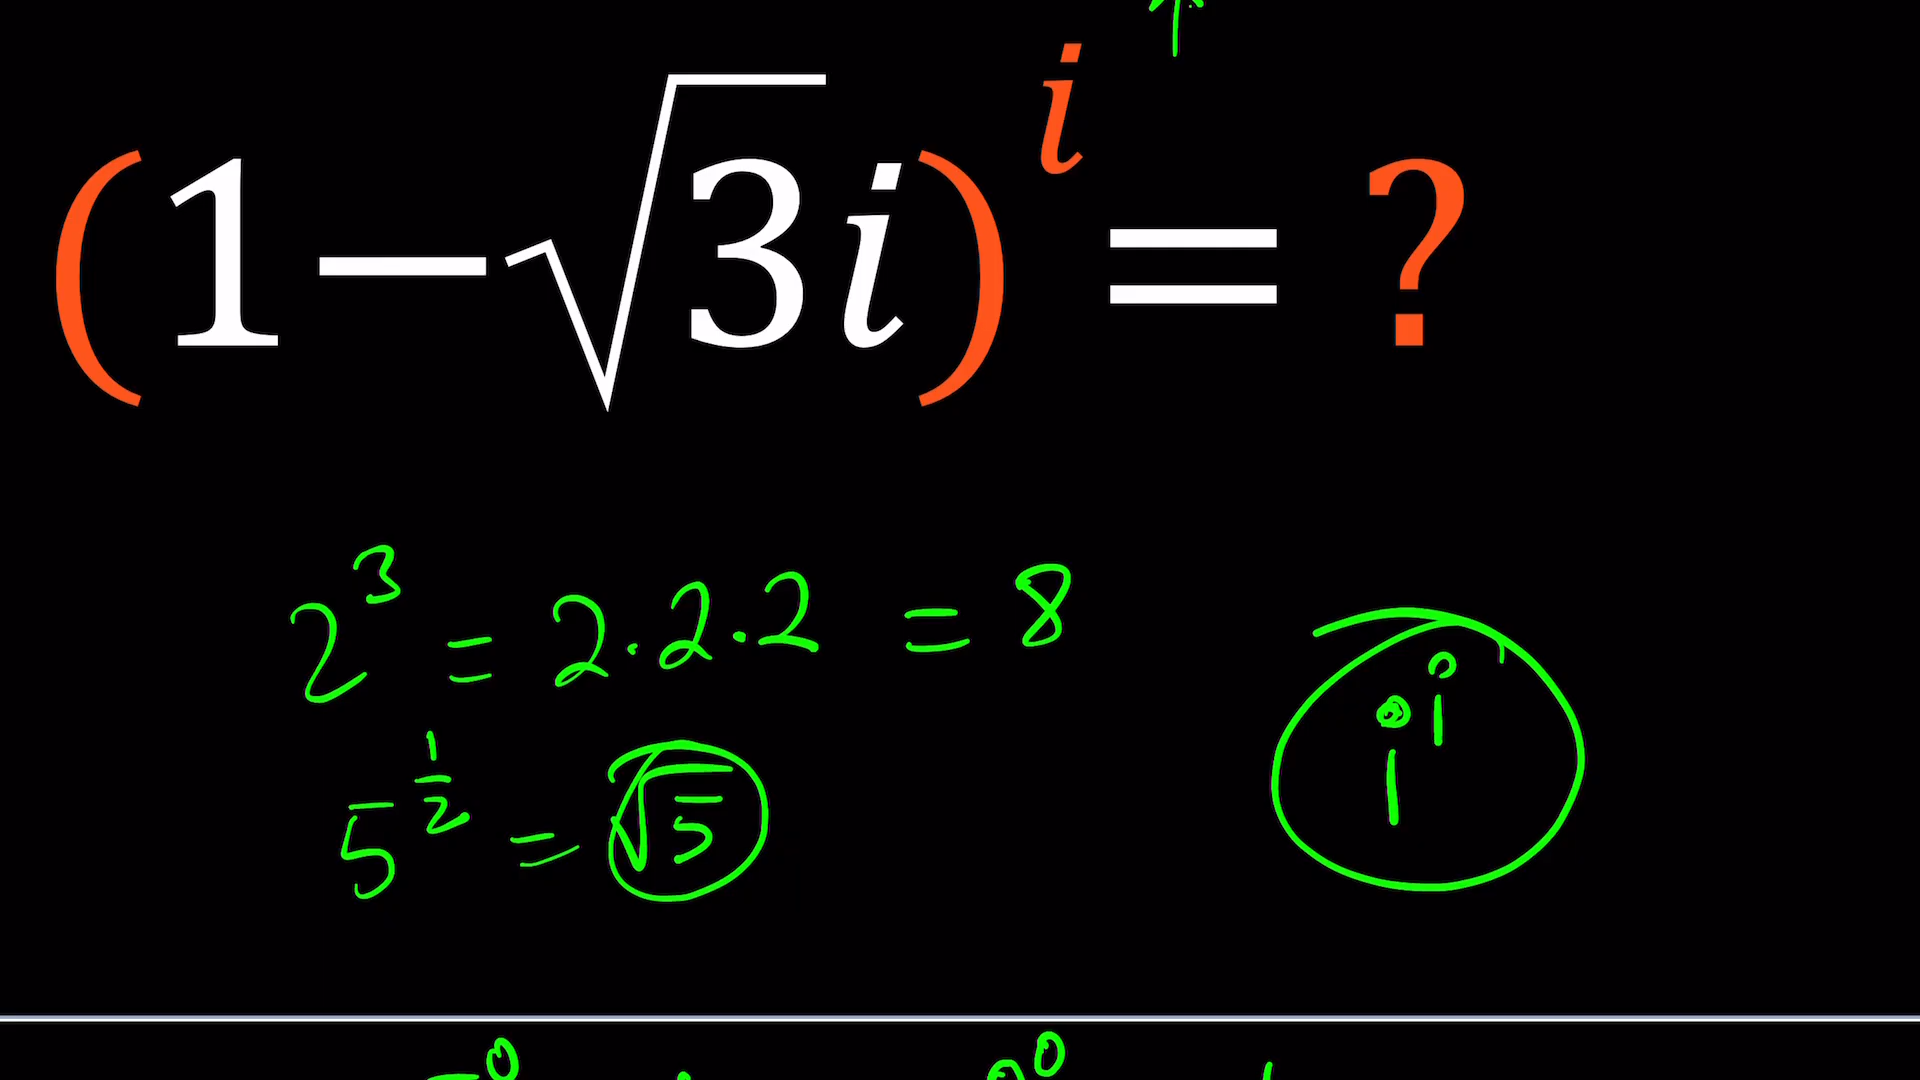 (1−√3i)^i = ?
2^3 = 2·2·2 = 8
i^i
5^{1/2} = √5